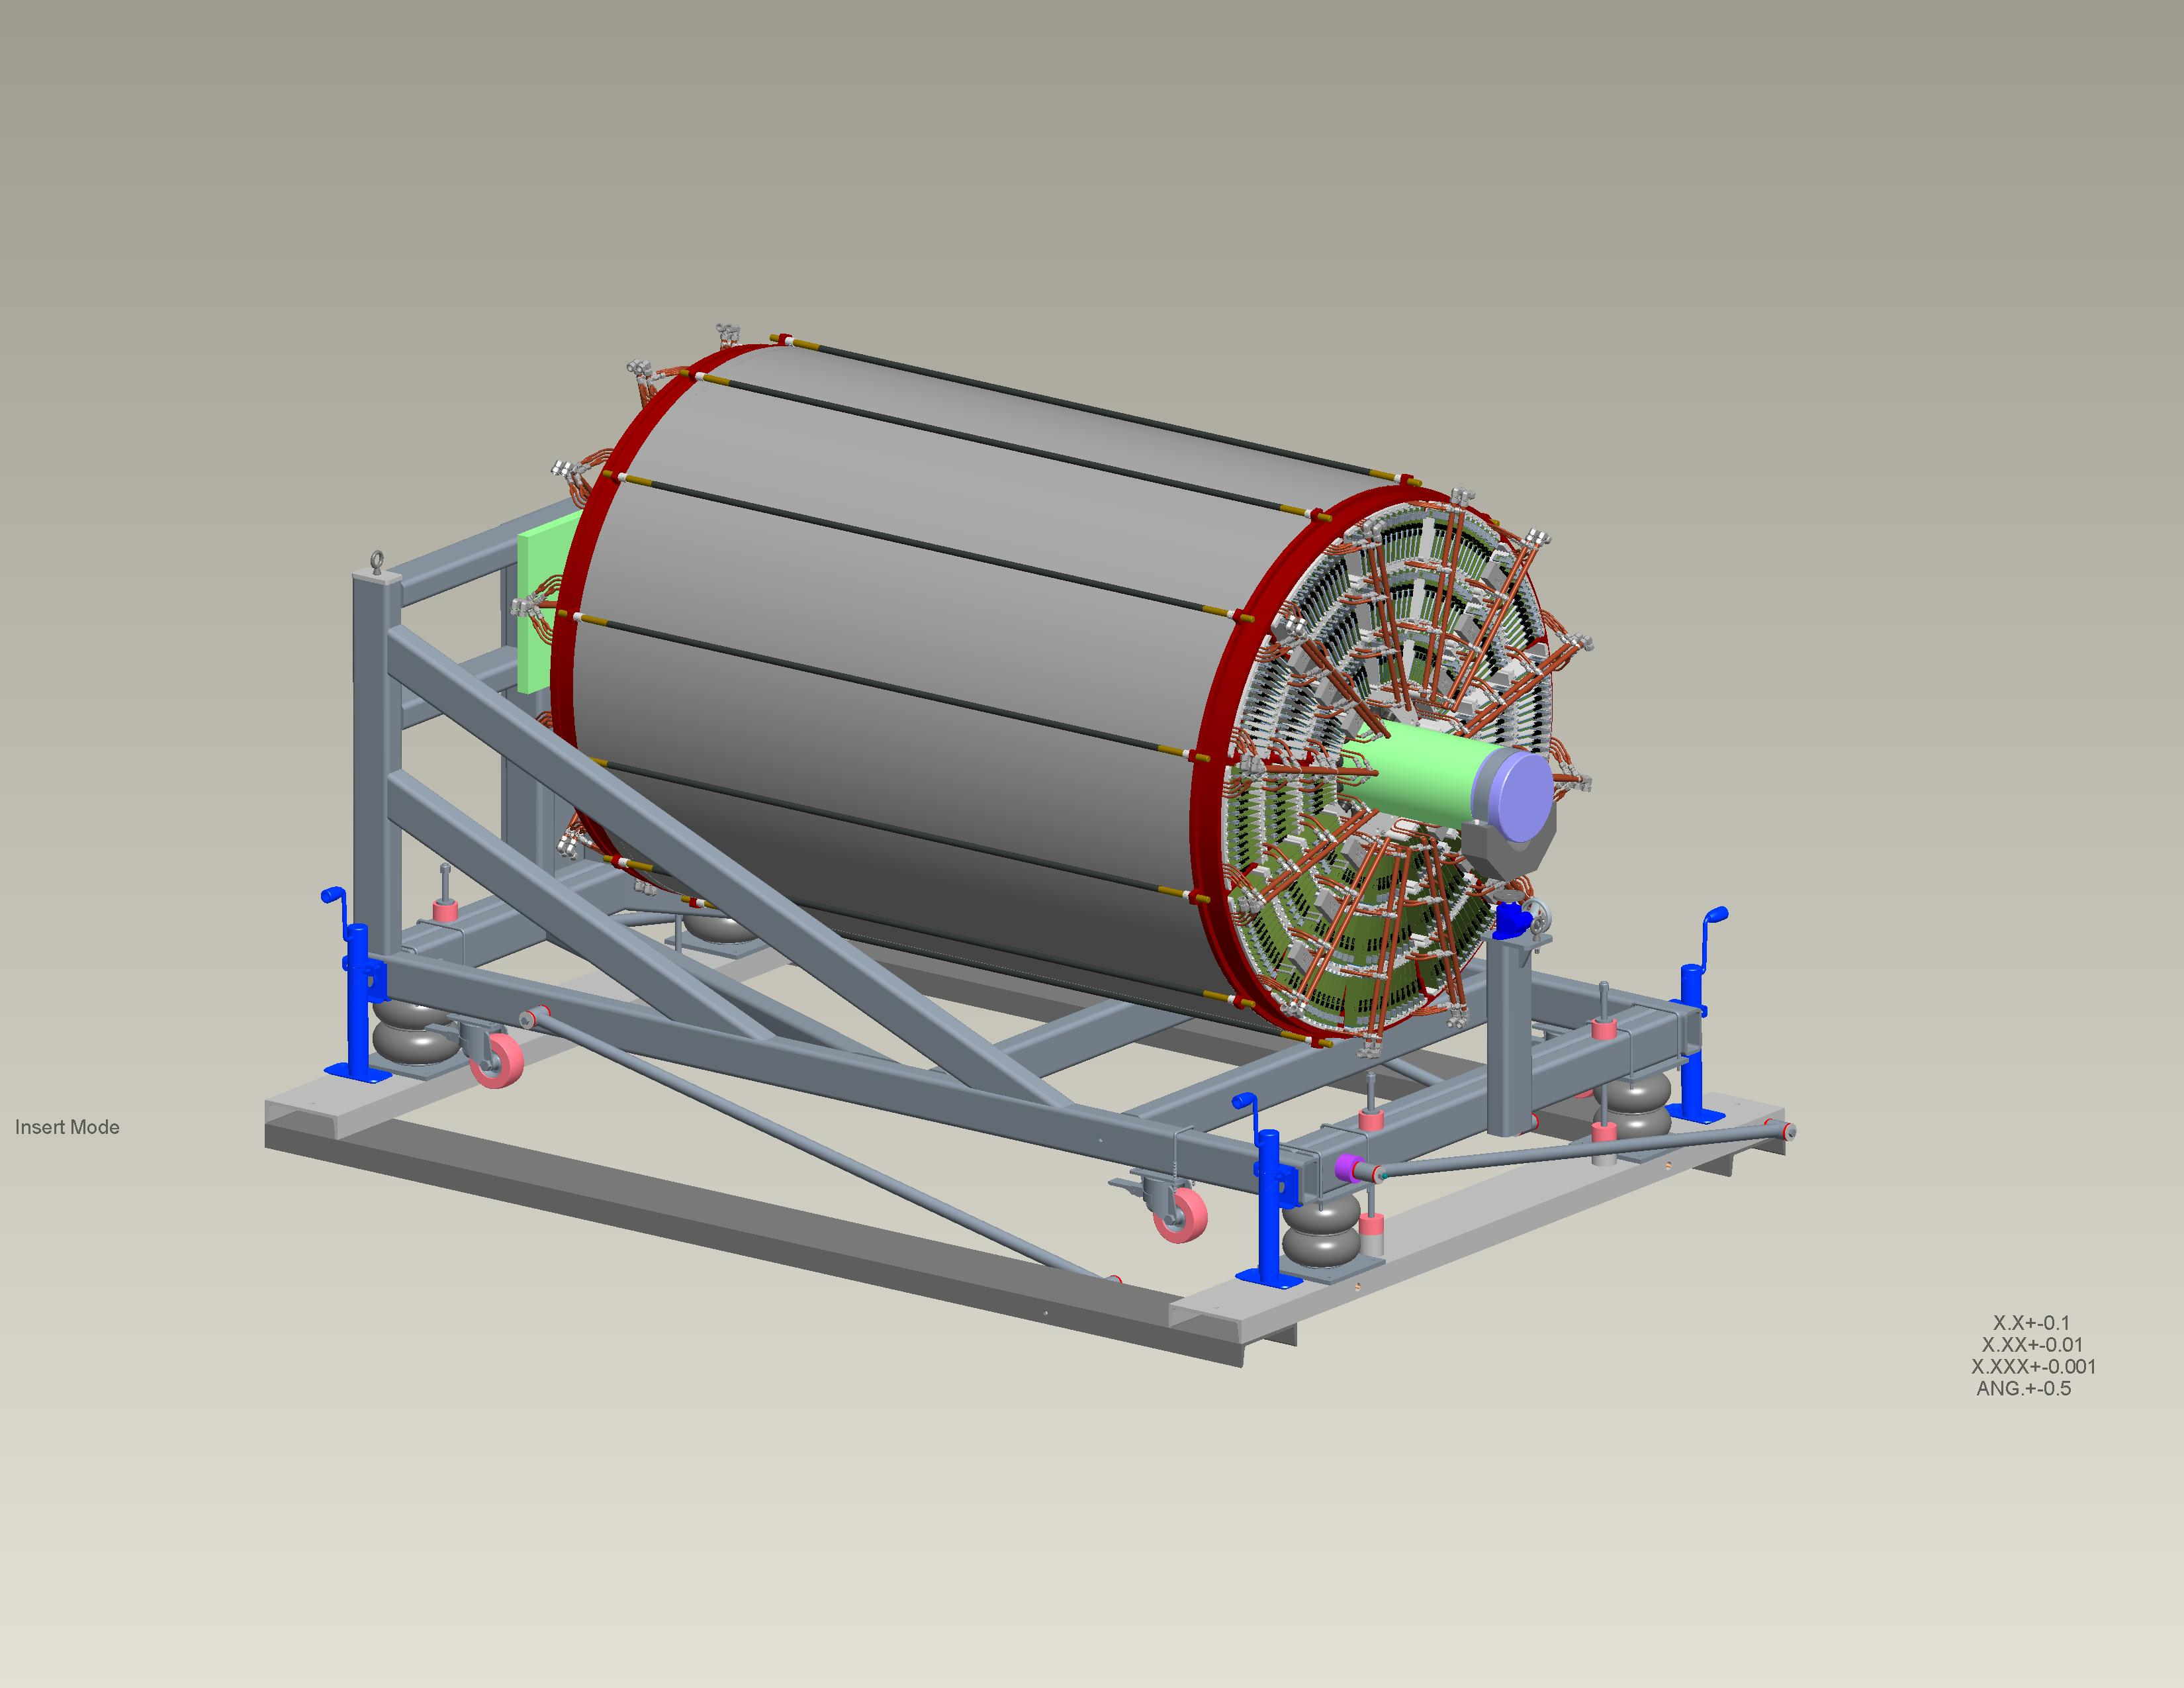 Insert Mode
X.X+-0.1
X.XX+-0.01
X.XXX+-0.001
ANG.+-0.5